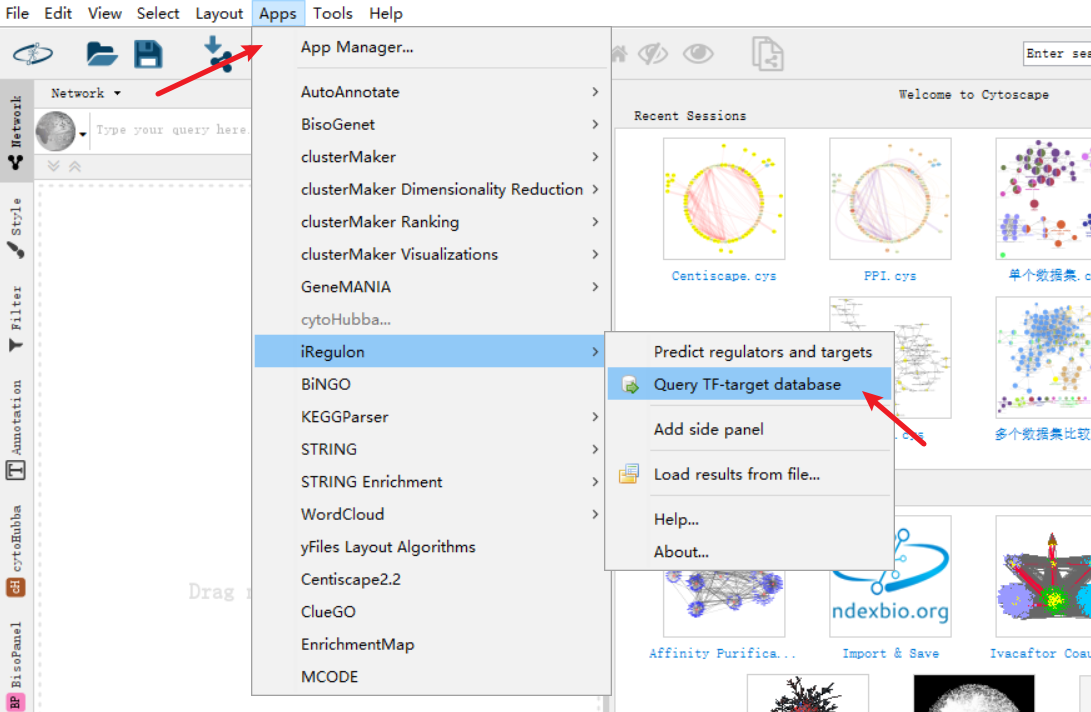 File Edit View Select Layout Apps Tools Help
App Manager...
Enter
Network
Welcome to Cytoscape
Type your query here.
Recent Sessions
AutoAnnotate
BisoGenet
clusterMaker
clusterMaker Dimensionality Reduction
clusterMaker Ranking
clusterMaker Visualizations
GeneMANIA
cytoHubba...
iRegulon
BiNGO
KEGGParser
STRING
STRING Enrichment
WordCloud
yFiles Layout Algorithms
Centiscape2.2
ClueGO
EnrichmentMap
MCODE
Predict regulators and targets
Query TF-target database
Add side panel
Load results from file...
Help...
About...
Network
Style
Filter
Annotation
T
cytoHubba
cH
BisoPanel
BP
Drag
Centiscape.cys
PPI.cys
单个数据集.c
.cys
多个数据集比较
ndexbio.org
Affinity Purifica...
Import & Save
Ivacaftor Coau